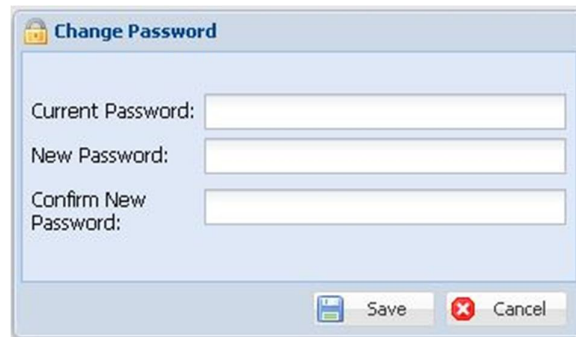 Change Password
Current Password:
New Password:
Confirm New
Password:
Save Cancel